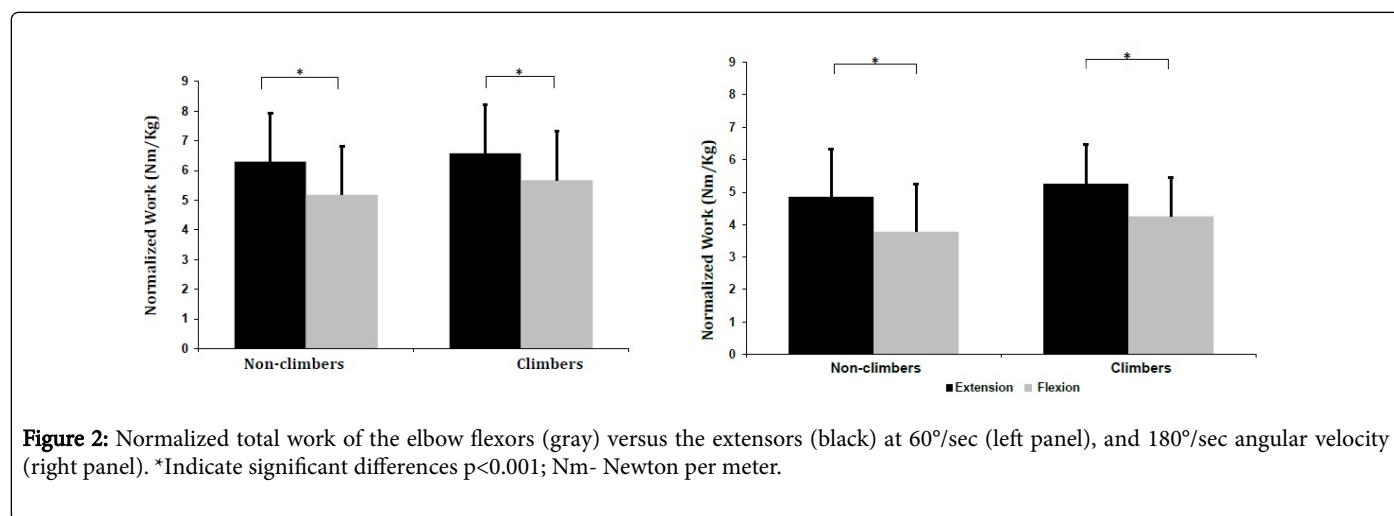 *
*
9
8
7
6
5
4
3
2
1
0
Normalized Work (Nm/Kg)
Non-climbers
Climbers
*
*
9
8
7
6
5
4
3
2
1
0
Normalized Work (Nm/Kg)
Non-climbers
Climbers
Extension Flexion
Figure 2: Normalized total work of the elbow flexors (gray) versus the extensors (black) at 60°/sec (left panel), and 180°/sec angular velocity
(right panel). *Indicate significant differences p<0.001; Nm- Newton per meter.